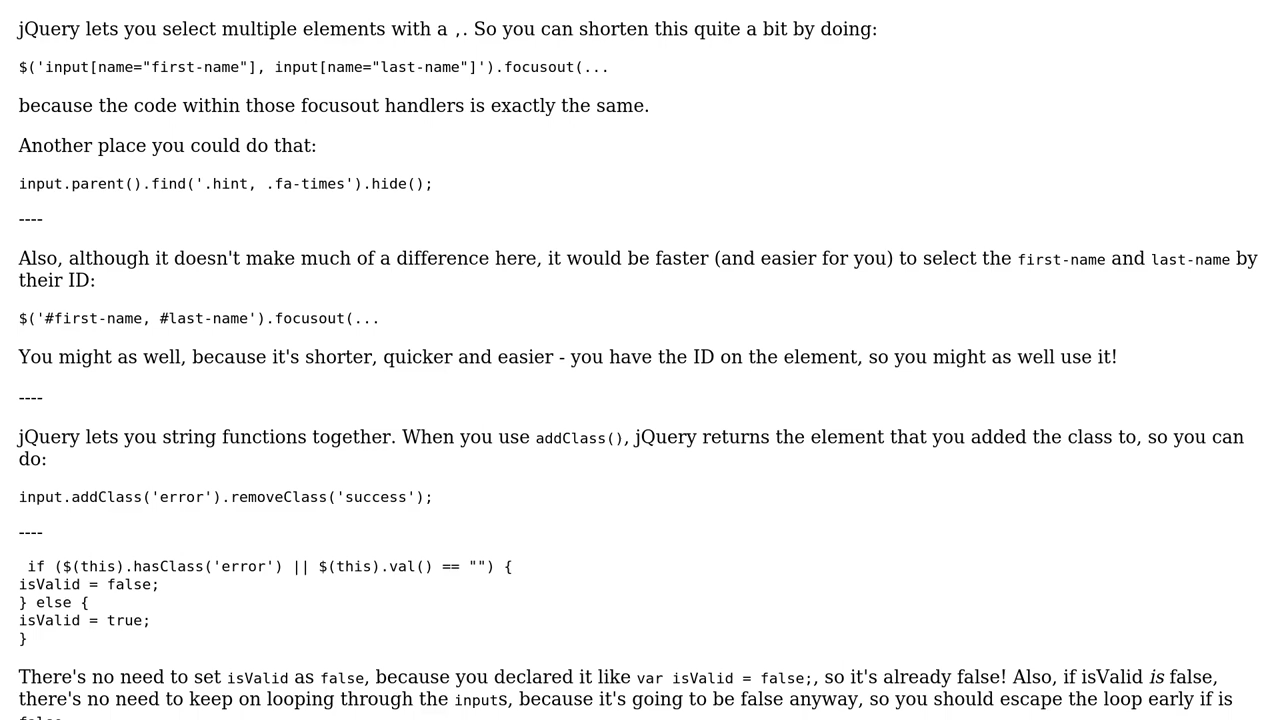 jQuery lets you select multiple elements with a ,. So you can shorten this quite a bit by doing:
$('input[name="first-name"], input[name="last-name"]').focusout(...
because the code within those focusout handlers is exactly the same.
Another place you could do that:
input.parent().find('.hint, .fa-times').hide();
----
Also, although it doesn't make much of a difference here, it would be faster (and easier for you) to select the first-name and last-name by
their ID:
$('#first-name, #last-name').focusout(...
You might as well, because it's shorter, quicker and easier - you have the ID on the element, so you might as well use it!
----
jQuery lets you string functions together. When you use addClass(), jQuery returns the element that you added the class to, so you can
do:
input.addClass('error').removeClass('success');
----
if ($(this).hasClass('error') || $(this).val() == "") {
isValid = false;
} else {
isValid = true;
}
There's no need to set isValid as false, because you declared it like var isValid = false;, so it's already false! Also, if isValid is false,
there's no need to keep on looping through the inputs, because it's going to be false anyway, so you should escape the loop early if is